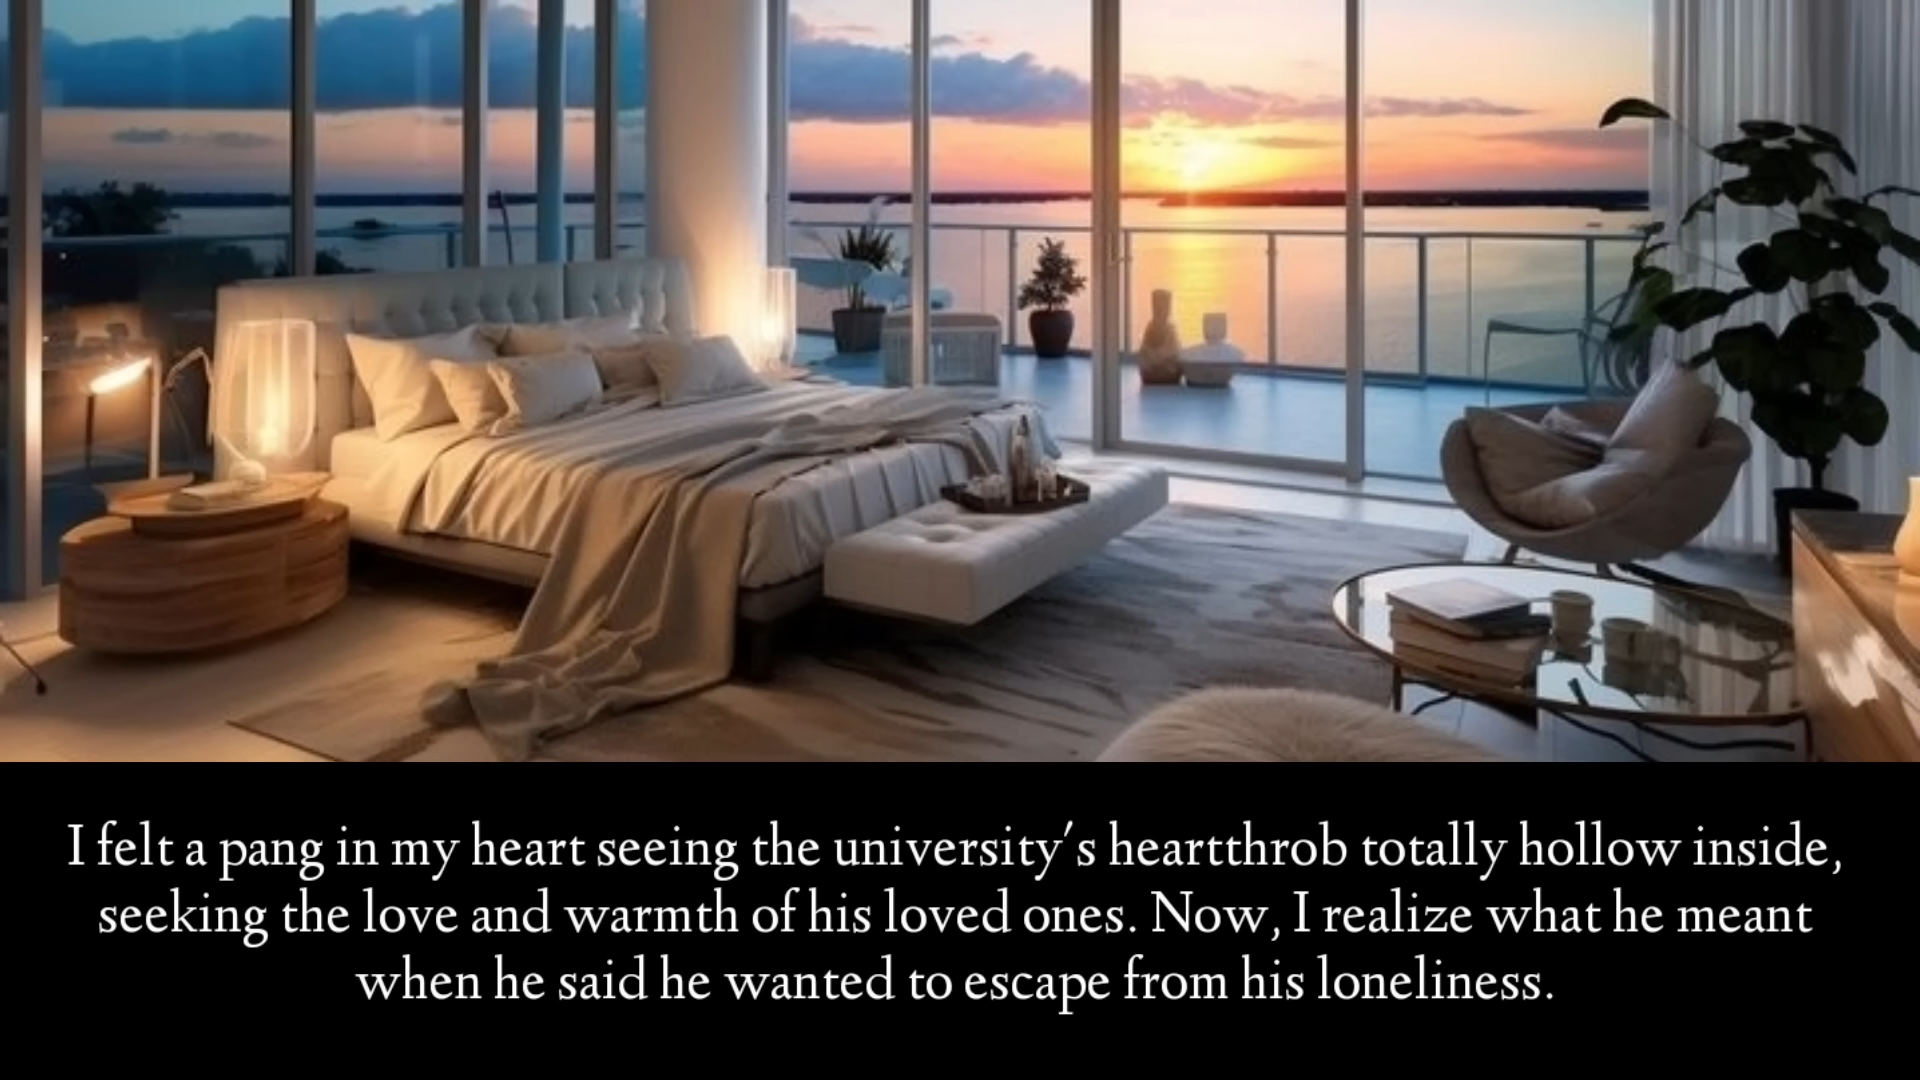 I felt a pang in my heart seeing the university's heartthrob totally hollow inside,
seeking the love and warmth of his loved ones. Now, I realize what he meant
when he said he wanted to escape from his loneliness.